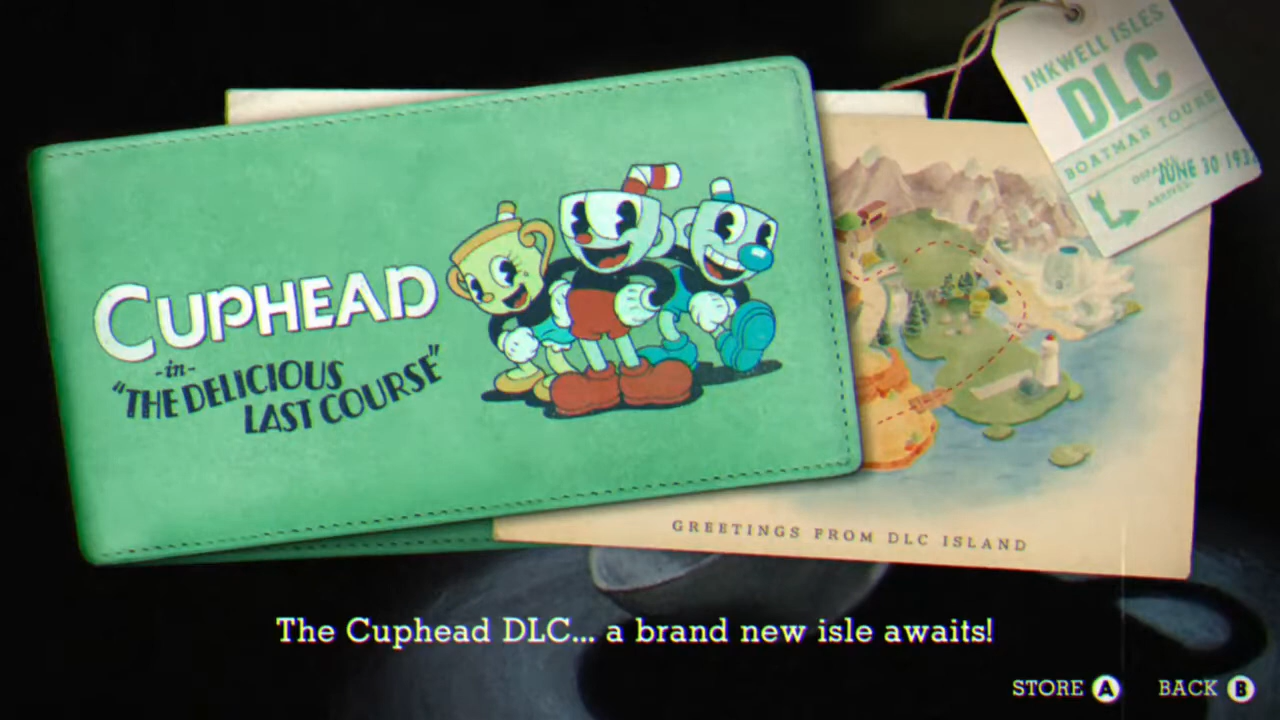 INKWELL ISLES
DLC
BOATMAN TOURS
JUNE 30 193
CUPHEAD
-in-
"THE DELICIOUS
LAST COURSE"
GREETINGS FROM DLC ISLAND
The Cuphead DLC... a brand new isle awaits!
STORE A BACK B